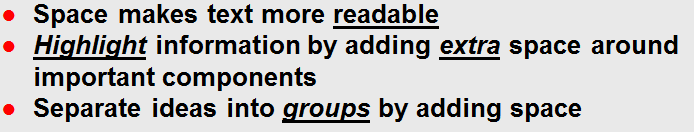 • Space makes text more readable
• Highlight information by adding extra space around
important components
• Separate ideas into groups by adding space